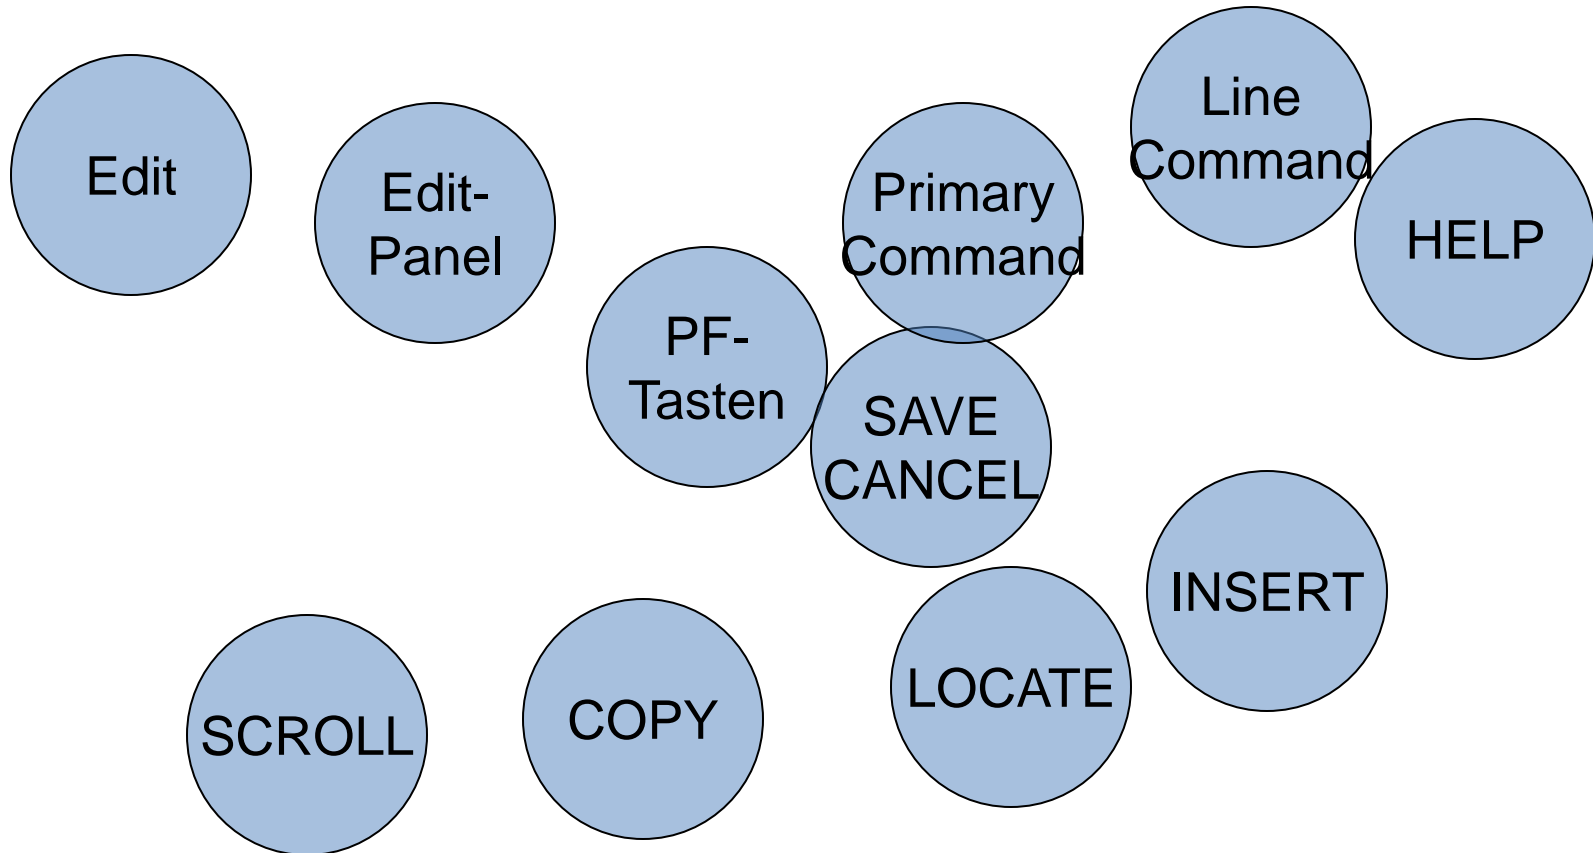 Edit
Edit-
Panel
PF-
Tasten
Primary
Command
Line
Command
HELP
SAVE
CANCEL
INSERT
LOCATE
COPY
SCROLL